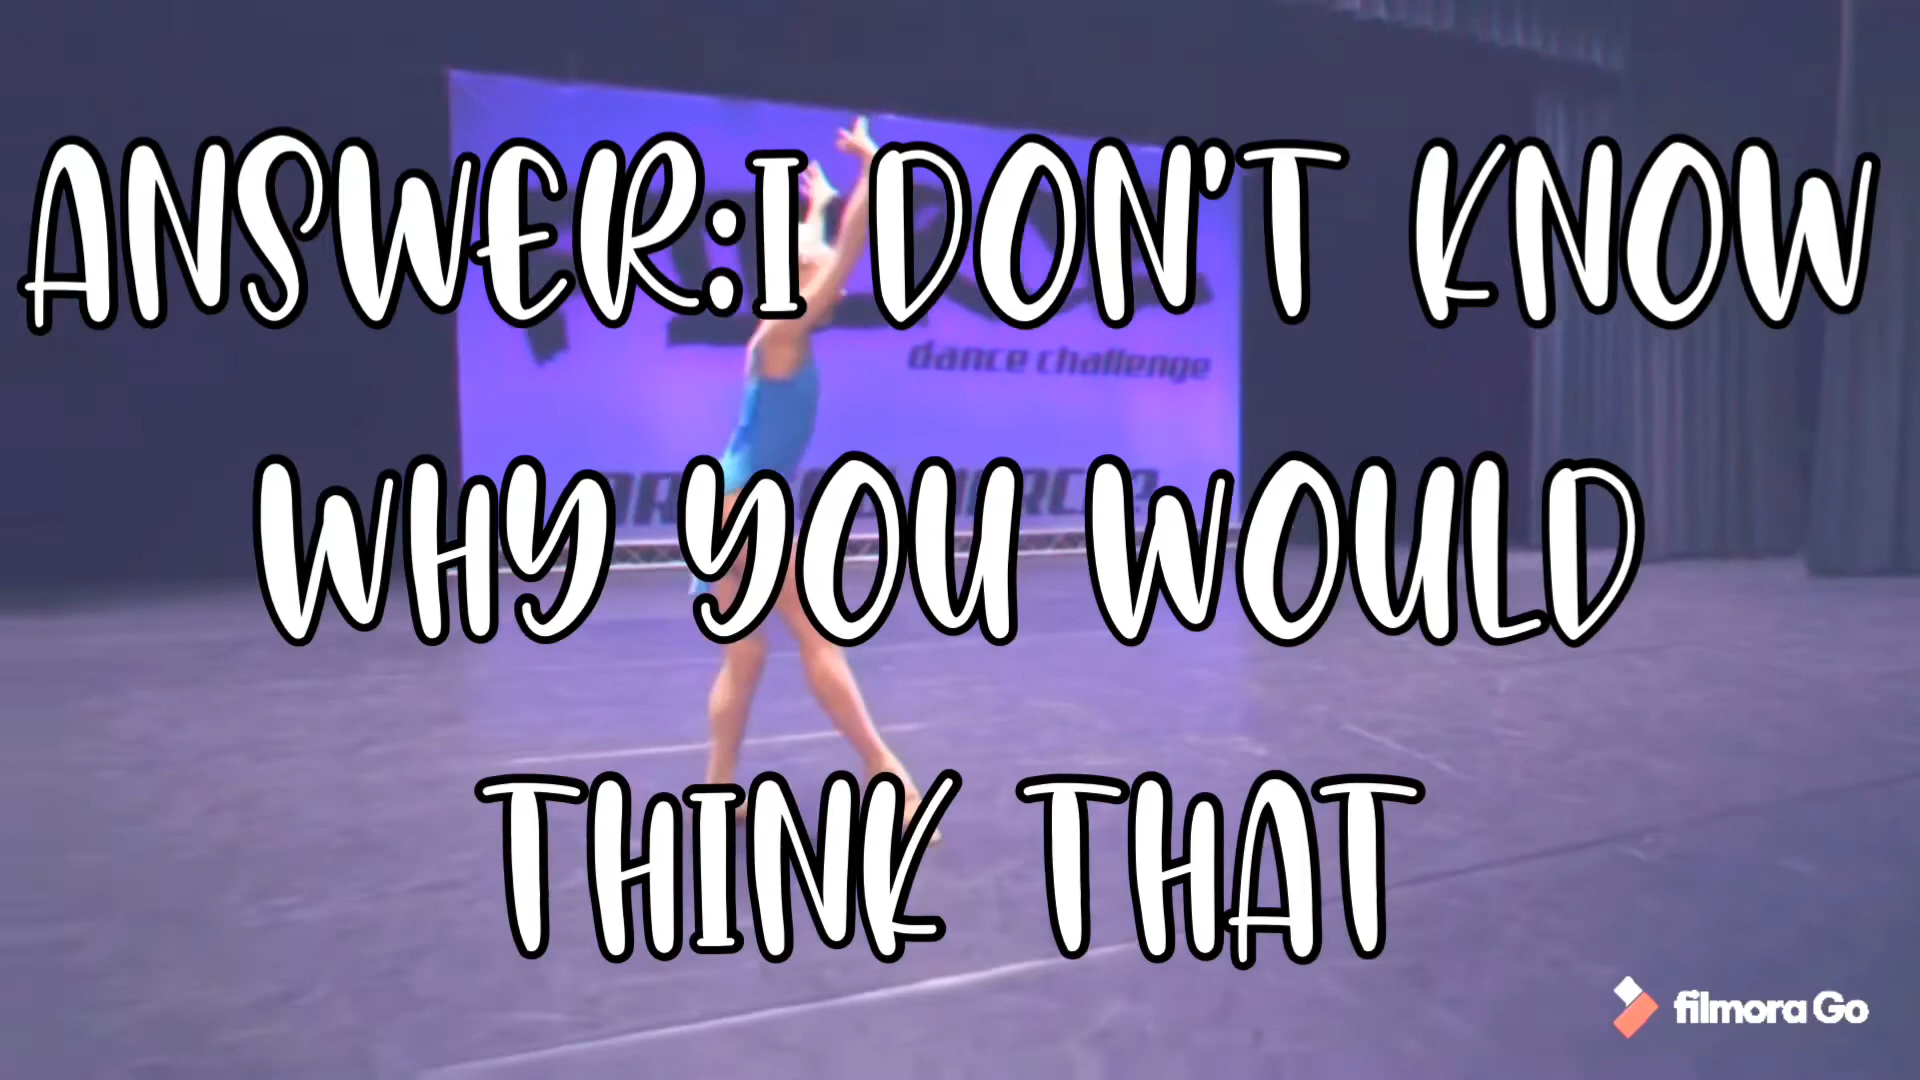 ANSWER:I DON'T KNOW
dance challenge
WHY YOU WOULD
THINK THAT
filmora Go